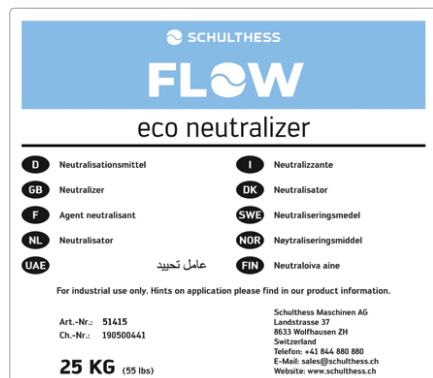 SCHULTHESS
FLOW
eco neutralizer
D Neutralisationsmittel
GB Neutralizer
F Agent neutralisant
NL Neutralisator
UAE عامل تحييد
I Neutralizzante
DK Neutralisator
SWE Neutraliseringsmedel
NOR Nøytraliseringsmiddel
FIN Neutraloiva aine
For industrial use only. Hints on application please find in our product information.
Art.-Nr.: 51415
Ch.-Nr.: 190500441
25 KG (55 lbs)
Schulthess Maschinen AG
Landstrasse 37
8633 Wolfhausen ZH
Switzerland
Telefon: +41 844 880 880
E-Mail: sales@schulthess.ch
Website: www.schulthess.ch